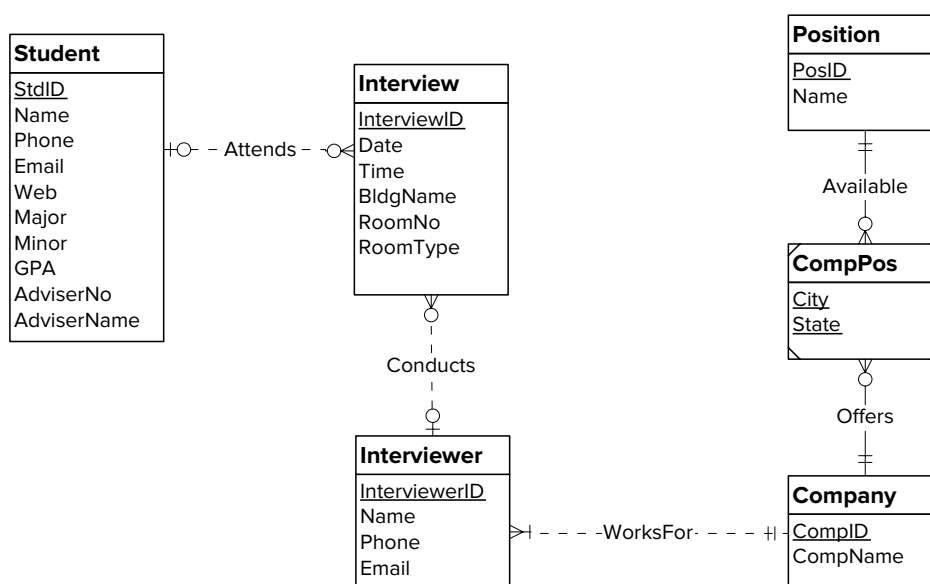 Student
StdID
Name
Phone
Email
Web
Major
Minor
GPA
AdviserNo
AdviserName
Attends
Interview
InterviewID
Date
Time
BldgName
RoomNo
RoomType
Conducts
Interviewer
InterviewerID
Name
Phone
Email
WorksFor
Position
PosID
Name
Available
CompPos
City
State
Offers
Company
CompID
CompName